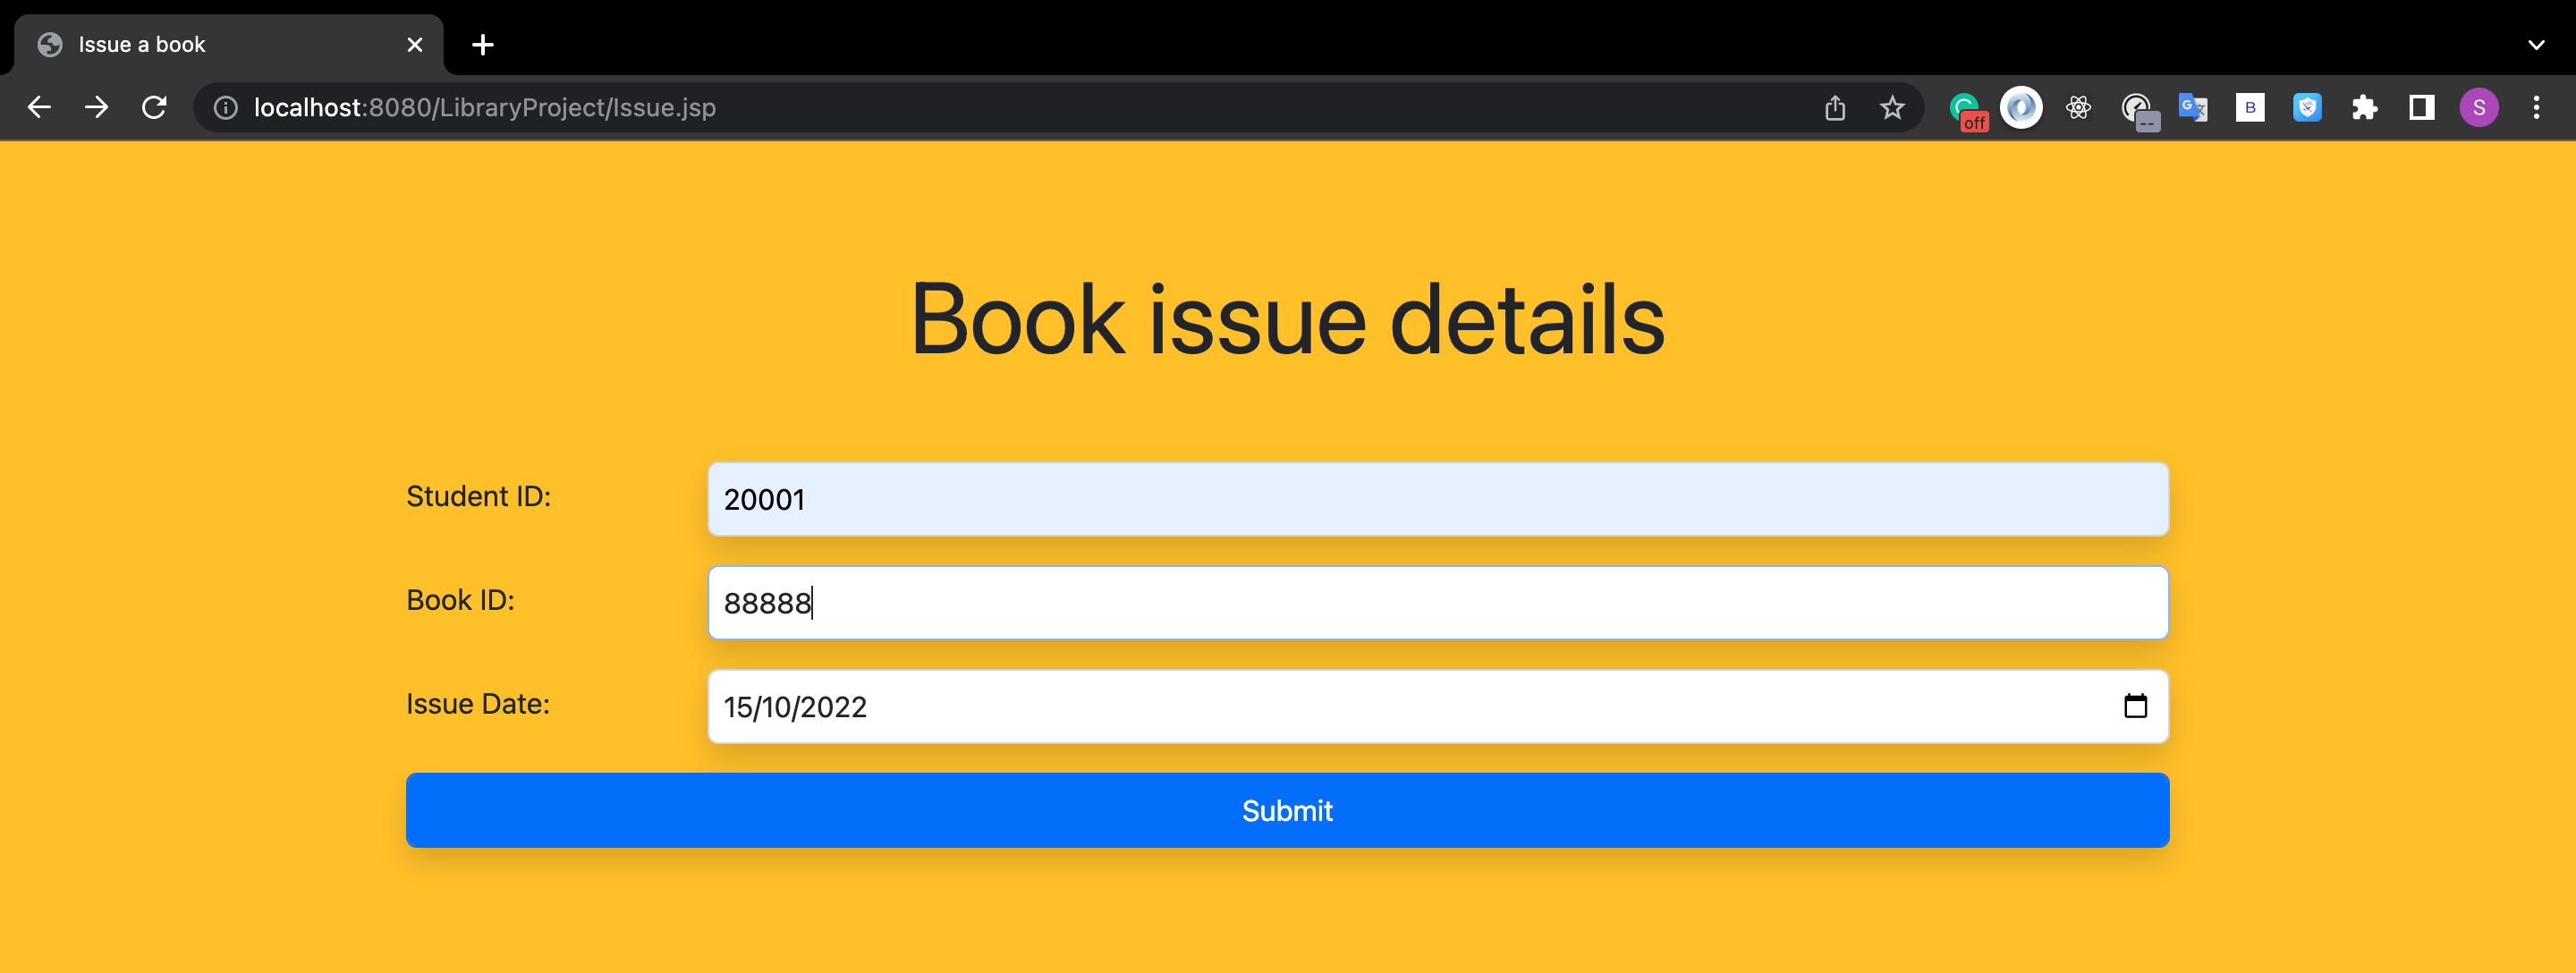 Issue a book
localhost:8080/LibraryProject/Issue.jsp
off
--
G 文
B
S
Book issue details
Student ID: 20001
Book ID: 88888
Issue Date: 15/10/2022
Submit